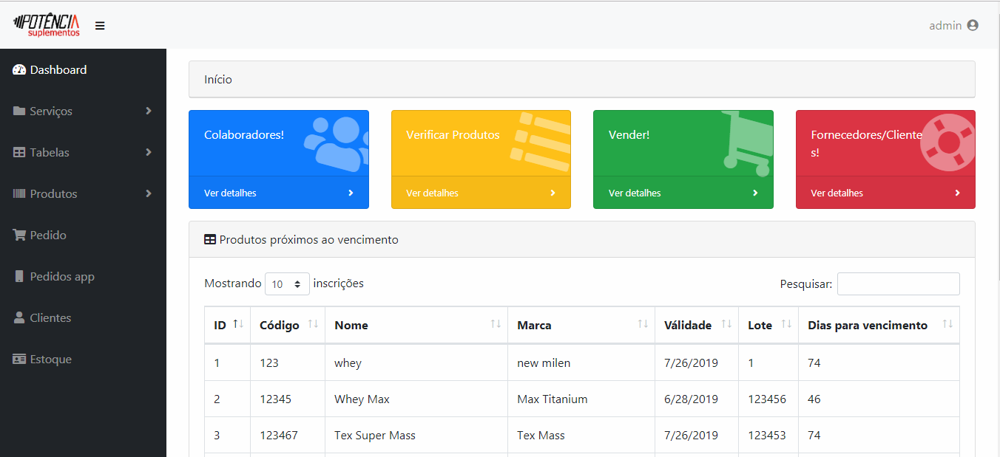 POTÊNCIA
suplementos
admin
Dashboard
Serviços
Tabelas
Produtos
Pedido
Pedidos app
Clientes
Estoque
Início
Colaboradores!
Ver detalhes
Verificar Produtos
Ver detalhes
Vender!
Ver detalhes
Fornecedores/Cliente
s!
Ver detalhes
Produtos próximos ao vencimento
Mostrando 10 inscrições
Pesquisar:
ID Código Nome Marca Válidade Lote Dias para vencimento
1 123 whey new milen 7/26/2019 1 74
2 12345 Whey Max Max Titanium 6/28/2019 123456 46
3 123467 Tex Super Mass Tex Mass 7/26/2019 123453 74